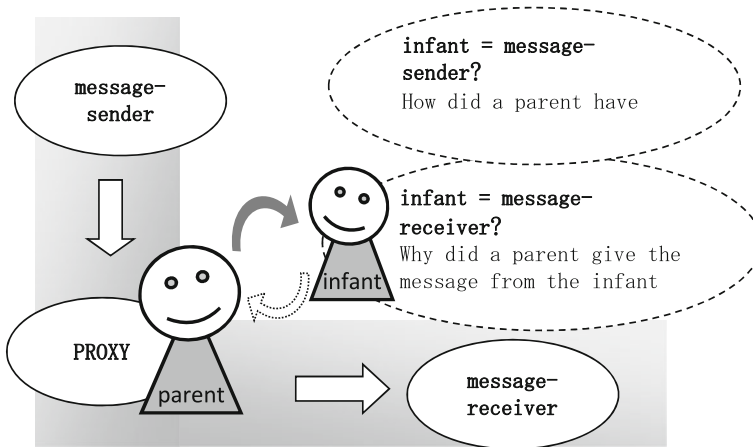 message-
sender
infant = message-
sender?
How did a parent have
infant = message-
receiver?
Why did a parent give the
message from the infant
infant
PROXY
parent
message-
receiver